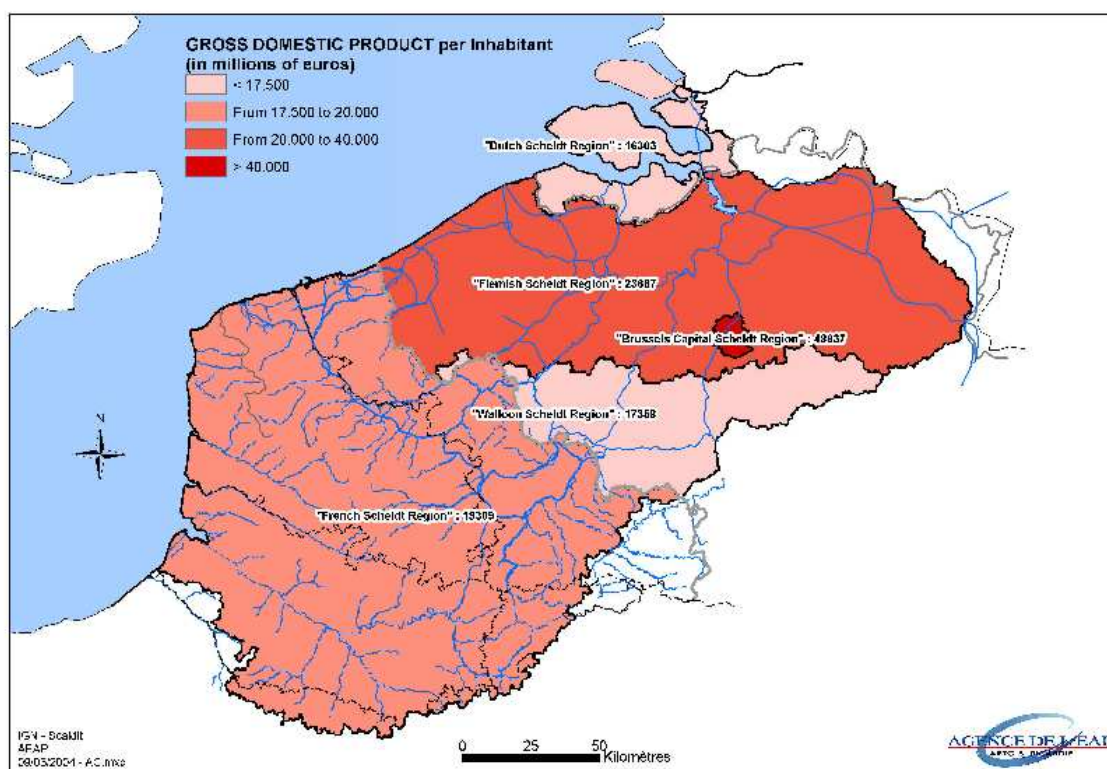 GROSS DOMESTIC PRODUCT per Inhabitant
(in millions of euros)
< 17.500
From 17.500 to 20.000
From 20.000 to 40.000
> 40.000
"Dutch Scheldt Region" : 16303
"Flemish Scheldt Region" : 23687
"Brussels Capital Scheldt Region" :
"Walloon Scheldt Region" : 17358
N
"French Scheldt Region" : 19309
IGN - Scaldit
AEAP
0 25 50
Kilomètres
AGENCE DE L'EAU